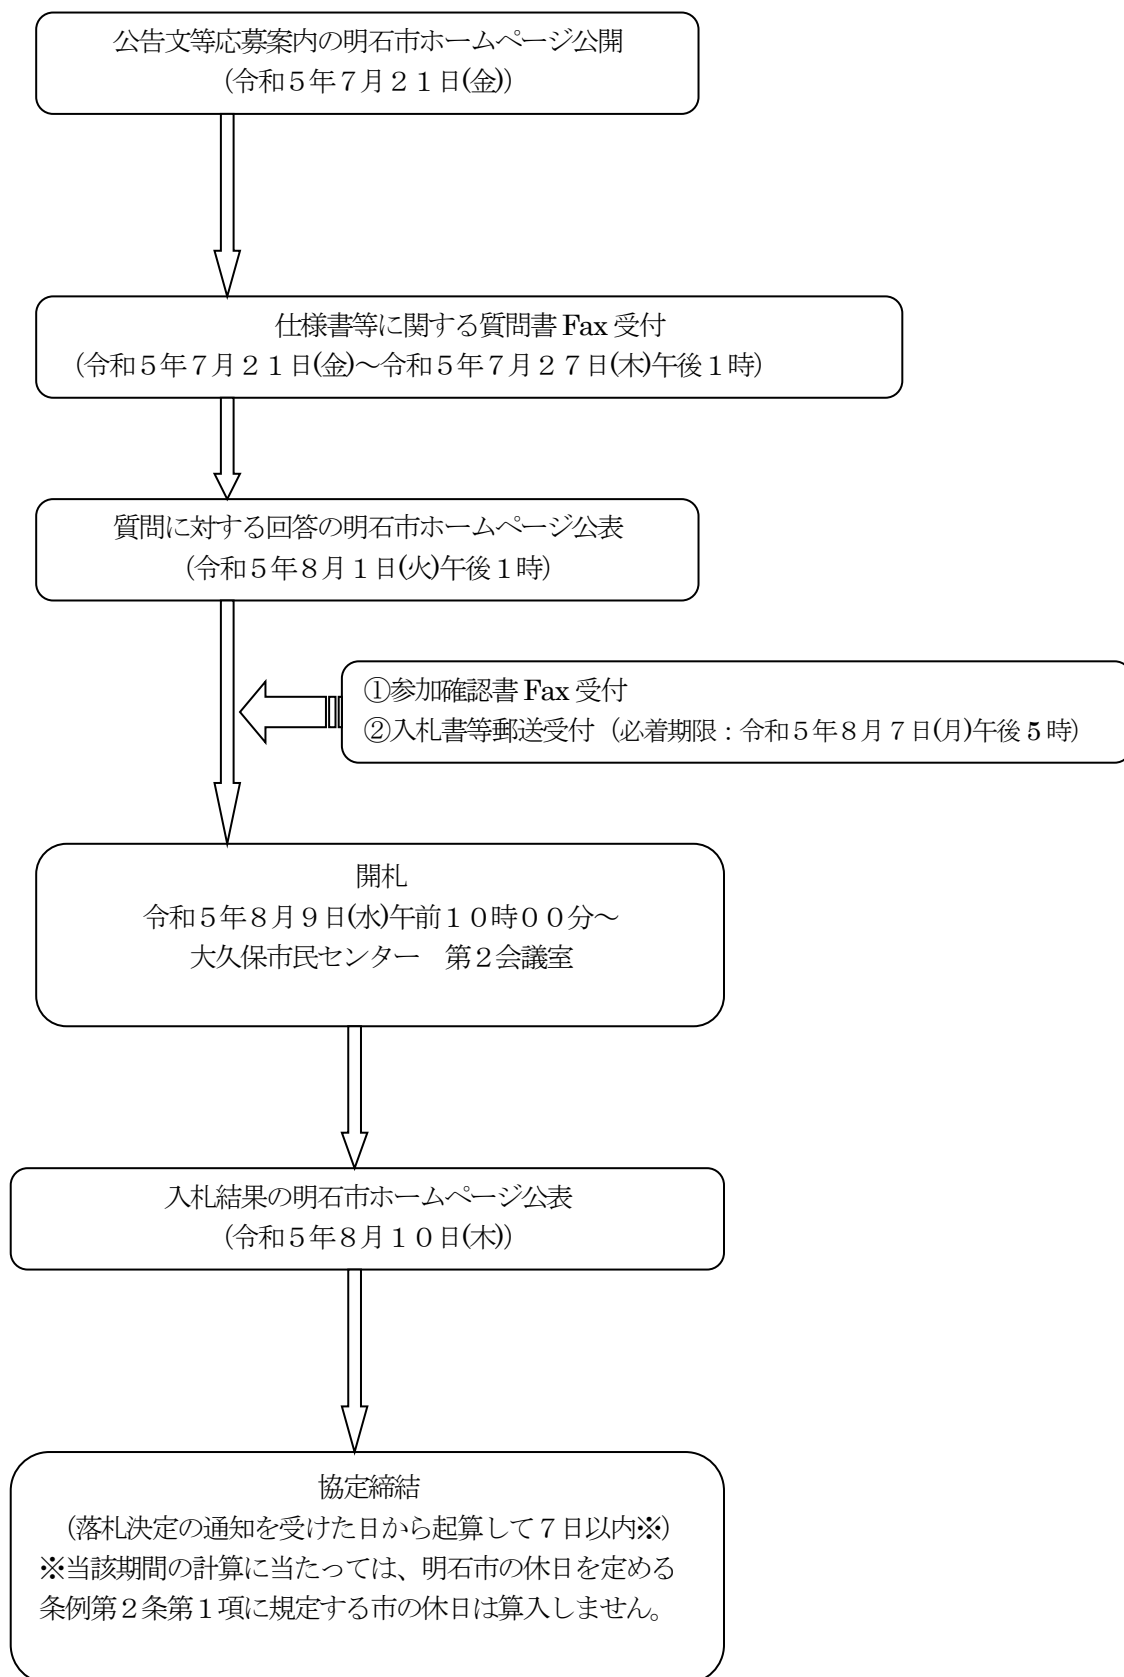 公告文等応募案内の明石市ホームページ公開
(令和５年７月２１日(金))
仕様書等に関する質問書 Fax 受付
(令和５年７月２１日(金)～令和５年７月２７日(木)午後１時)
質問に対する回答の明石市ホームページ公表
(令和５年８月１日(火)午後１時)
①参加確認書 Fax 受付
②入札書等郵送受付（必着期限：令和５年８月７日(月)午後 5 時）
開札
令和５年８月９日(水)午前１０時００分～
大久保市民センター　第２会議室
入札結果の明石市ホームページ公表
(令和５年８月１０日(木))
協定締結
（落札決定の通知を受けた日から起算して７日以内※）
※当該期間の計算に当たっては、明石市の休日を定める
条例第２条第１項に規定する市の休日は算入しません。